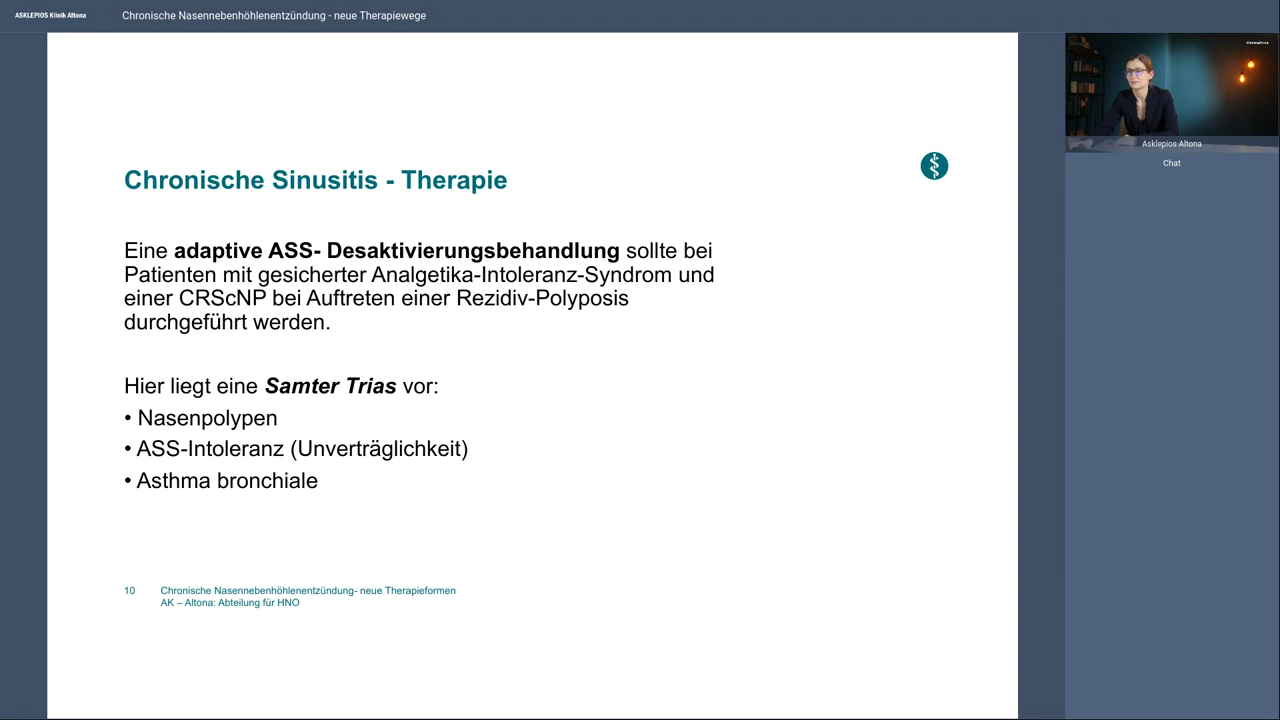 ASKLEPIOS Klinik Altona
Chronische Nasennebenhöhlenentzündung - neue Therapiewege
Chronische Sinusitis - Therapie
Eine adaptive ASS- Desaktivierungsbehandlung sollte bei
Patienten mit gesicherter Analgetika-Intoleranz-Syndrom und
einer CRScNP bei Auftreten einer Rezidiv-Polyposis
durchgeführt werden.
Hier liegt eine Samter Trias vor:
• Nasenpolypen
• ASS-Intoleranz (Unverträglichkeit)
• Asthma bronchiale
10 Chronische Nasennebenhöhlenentzündung- neue Therapieformen
AK – Altona: Abteilung für HNO
Asklepios Altona
Chat